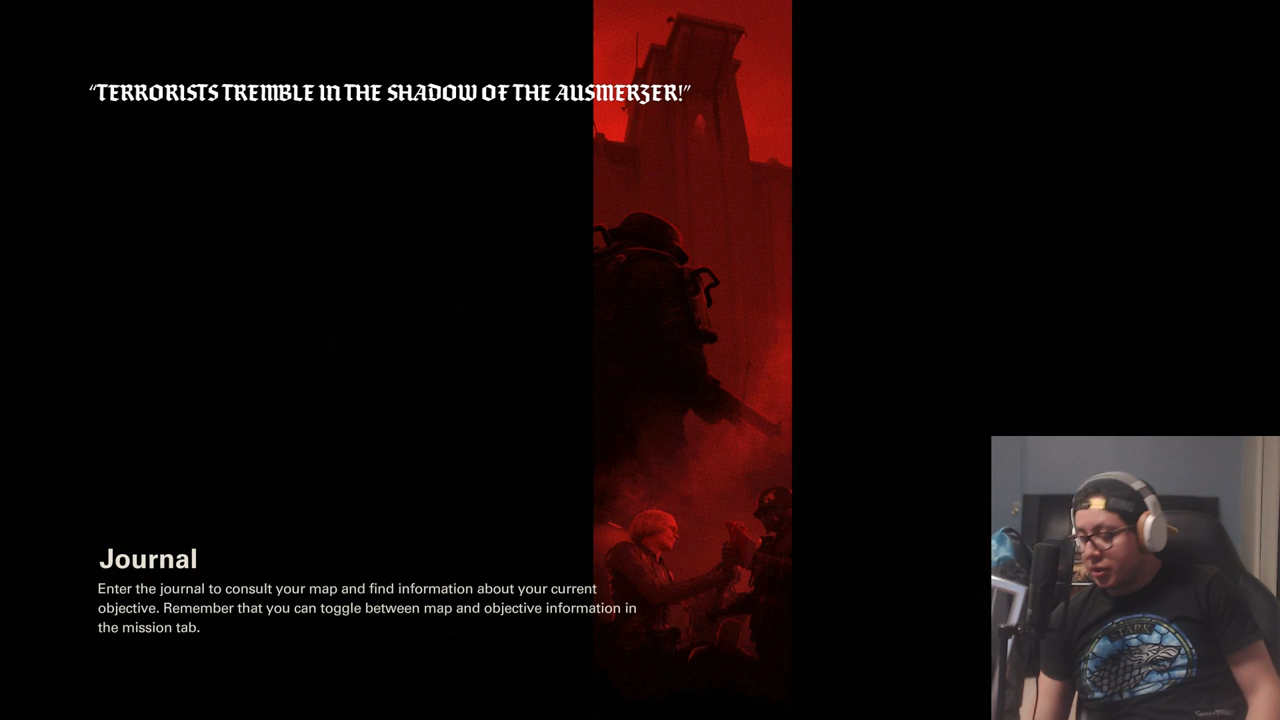 “TERRORISTS TREMBLE IN THE SHADOW OF THE AUSMERZER!”
Journal
Enter the journal to consult your map and find information about your current
objective. Remember that you can toggle between map and objective information in
the mission tab.
STARK